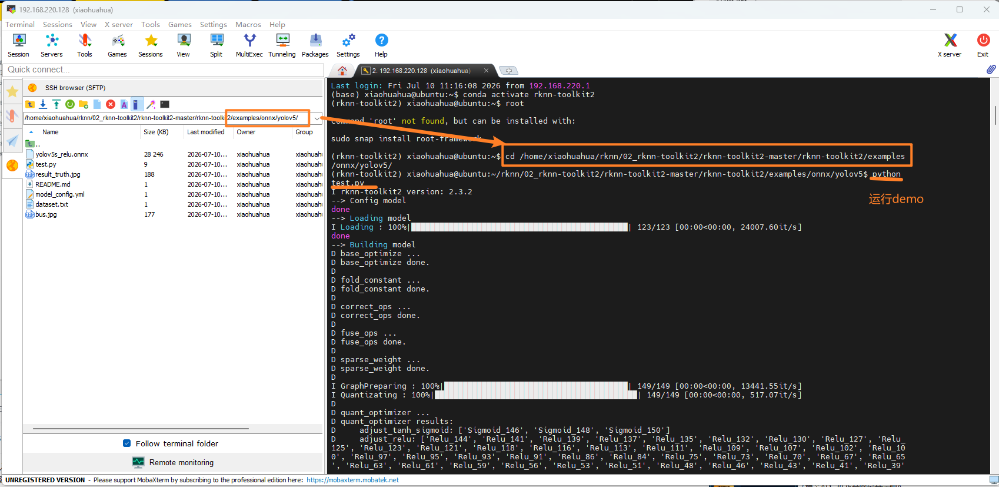 192.168.220.128 (xiaohuahua)
Terminal Sessions View X server Tools Games Settings Macros Help
Session Servers Tools Games Sessions View Split MultiExec Tunneling Packages Settings Help X server Exit
Quick connect...
2. 192.168.220.128 (xiaohuahua)
SSH browser (SFTP)
/home/xiaohuahua/rknn/02_rknn-toolkit2/rknn-toolkit2-master/rknn-toolkit2/examples/onnx/yolov5/
Name Size (KB) Last modified Owner Group
..
yolov5s_relu.onnx 28 246 2026-07-10... xiaohuahua xiaohuah
test.py 9 2026-07-10... xiaohuahua xiaohuah
result_truth.jpg 188 2026-07-10... xiaohuahua xiaohuah
README.md 1 2026-07-10... xiaohuahua xiaohuah
model_config.yml 1 2026-07-10... xiaohuahua xiaohuah
dataset.txt 1 2026-07-10... xiaohuahua xiaohuah
bus.jpg 177 2026-07-10... xiaohuahua xiaohuah
Follow terminal folder
Remote monitoring
Last login: Fri Jul 10 11:16:08 2026 from 192.168.220.1
(base) xiaohuahua@ubuntu:~$ conda activate rknn-toolkit2
(rknn-toolkit2) xiaohuahua@ubuntu:~$ root
Command 'root' not found, but can be installed with:
sudo snap install root-framework
(rknn-toolkit2) xiaohuahua@ubuntu:~$ cd /home/xiaohuahua/rknn/02_rknn-toolkit2/rknn-toolkit2-master/rknn-toolkit2/examples
/onnx/yolov5/
(rknn-toolkit2) xiaohuahua@ubuntu:~/rknn/02_rknn-toolkit2/rknn-toolkit2-master/rknn-toolkit2/examples/onnx/yolov5$ python
test.py
I rknn-toolkit2 version: 2.3.2
--> Config model
运行demo
done
--> Loading model
I Loading : 100%| | 123/123 [00:00<00:00, 24007.60it/s]
done
--> Building model
D base_optimize ...
D base_optimize done.
D
D fold_constant ...
D fold_constant done.
D
D correct_ops ...
D correct_ops done.
D
D fuse_ops ...
D fuse_ops done.
D
D sparse_weight ...
D sparse_weight done.
D
I GraphPreparing : 100%| | 149/149 [00:00<00:00, 13441.55it/s]
I Quantizating : 100%| | 149/149 [00:00<00:00, 517.07it/s]
D
D quant_optimizer ...
D quant_optimizer results:
D adjust_tanh_sigmoid: ['Sigmoid_146', 'Sigmoid_148', 'Sigmoid_150']
D adjust_relu: ['Relu_144', 'Relu_141', 'Relu_139', 'Relu_137', 'Relu_135', 'Relu_132', 'Relu_130', 'Relu_127', 'Relu_
125', 'Relu_123', 'Relu_121', 'Relu_118', 'Relu_116', 'Relu_113', 'Relu_111', 'Relu_109', 'Relu_107', 'Relu_102', 'Relu_10
0', 'Relu_97', 'Relu_95', 'Relu_93', 'Relu_91', 'Relu_86', 'Relu_84', 'Relu_75', 'Relu_73', 'Relu_70', 'Relu_67', 'Relu_65
', 'Relu_63', 'Relu_61', 'Relu_59', 'Relu_56', 'Relu_53', 'Relu_51', 'Relu_48', 'Relu_46', 'Relu_43', 'Relu_41', 'Relu_39'
UNREGISTERED VERSION - Please support MobaXterm by subscribing to the professional edition here: https://mobaxterm.mobatek.net